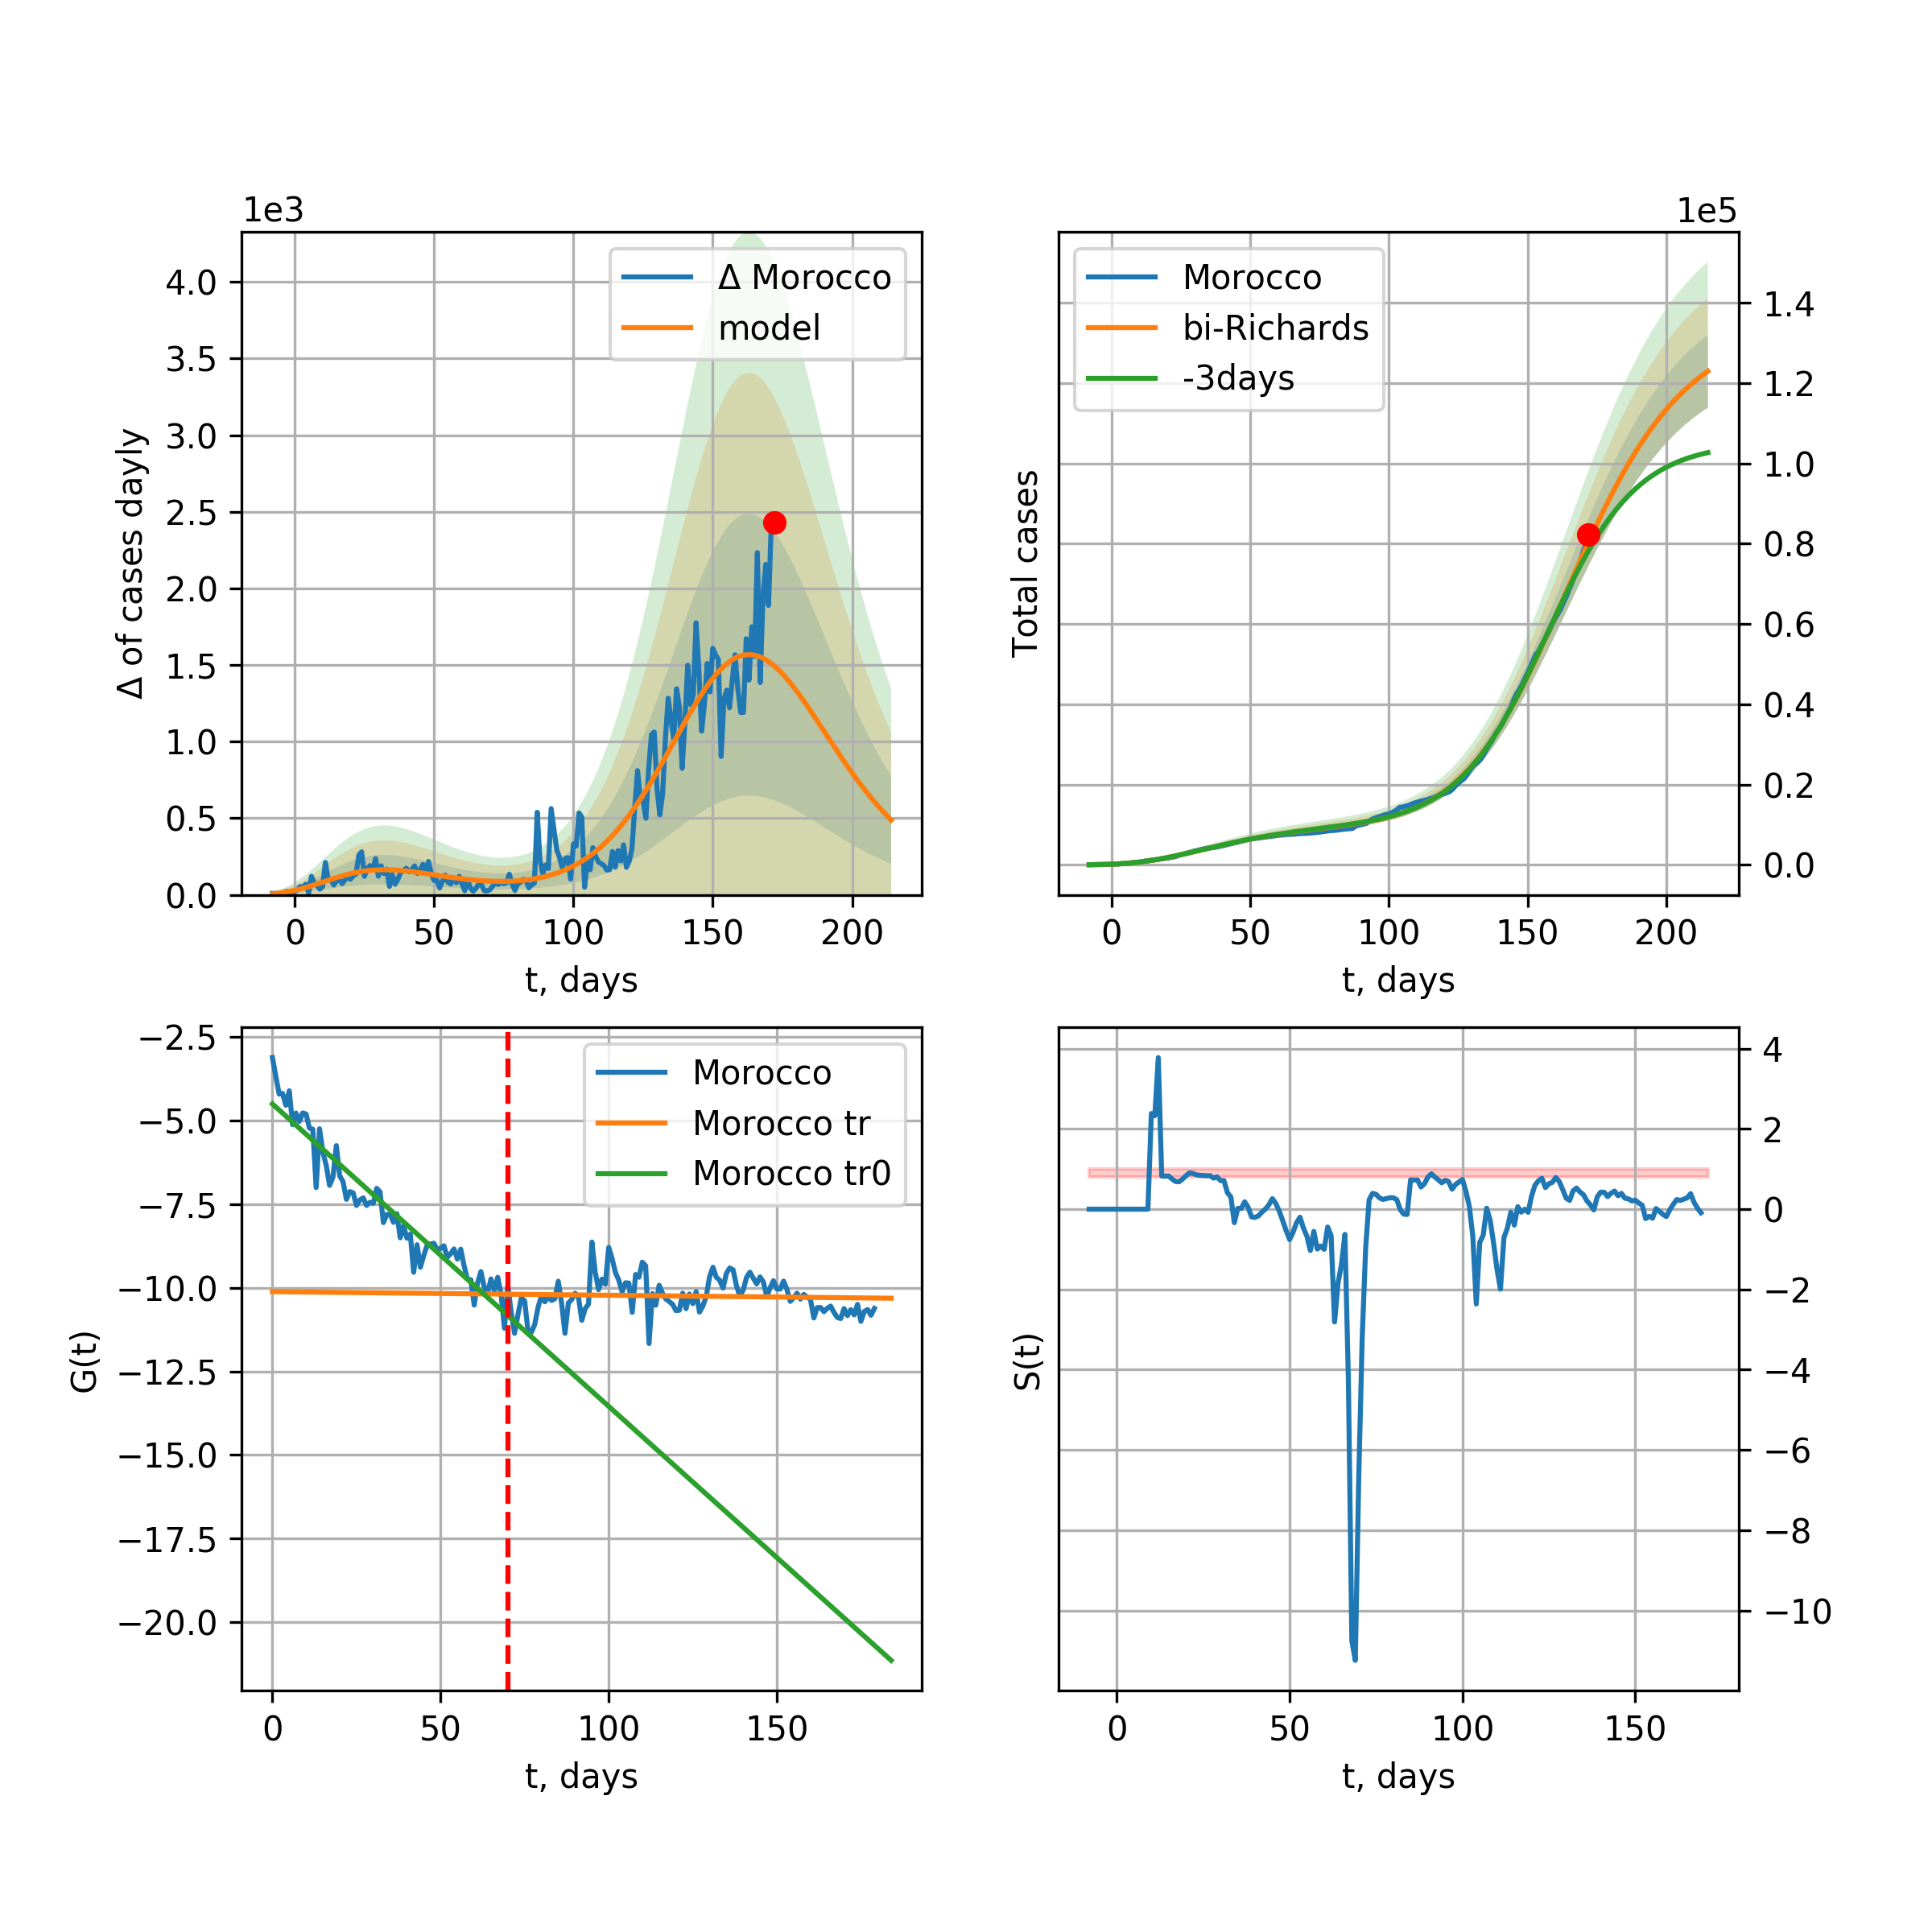 1e3
Δ of cases dayly
4.0
3.5
3.0
2.5
2.0
1.5
1.0
0.5
0.0
Δ Morocco
model
0 50 100 150 200
t, days
1e5
Total cases
Morocco
bi-Richards
-3days
1.4
1.2
1.0
0.8
0.6
0.4
0.2
0.0
0 50 100 150 200
t, days
G(t)
−2.5
−5.0
−7.5
−10.0
−12.5
−15.0
−17.5
−20.0
Morocco
Morocco tr
Morocco tr0
0 50 100 150
t, days
S(t)
4
2
0
−2
−4
−6
−8
−10
0 50 100 150
t, days